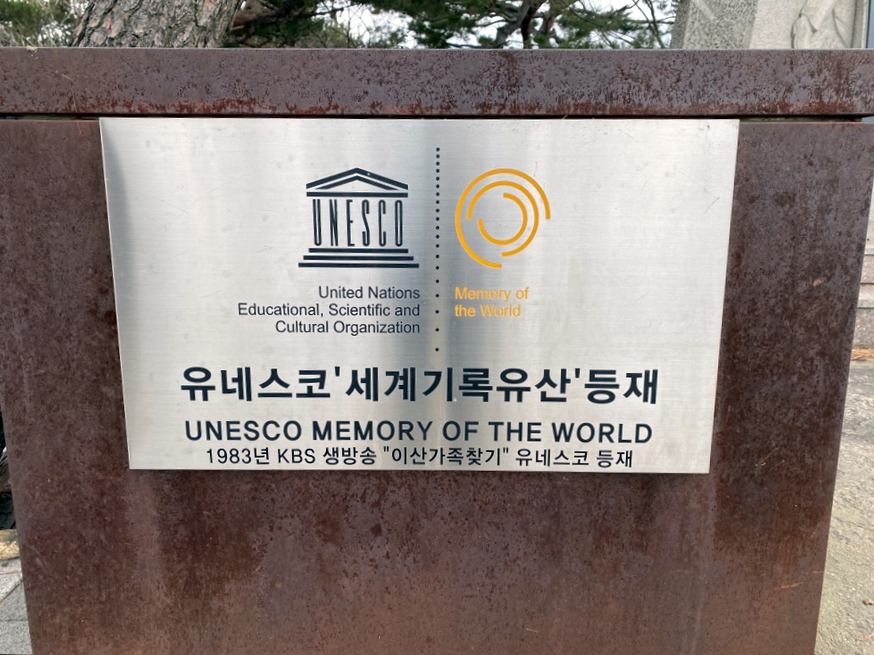 UNESCO
United Nations
Educational, Scientific and
Cultural Organization
Memory of
the World
유네스코'세계기록유산'등재
UNESCO MEMORY OF THE WORLD
1983년 KBS 생방송 "이산가족찾기" 유네스코 등재